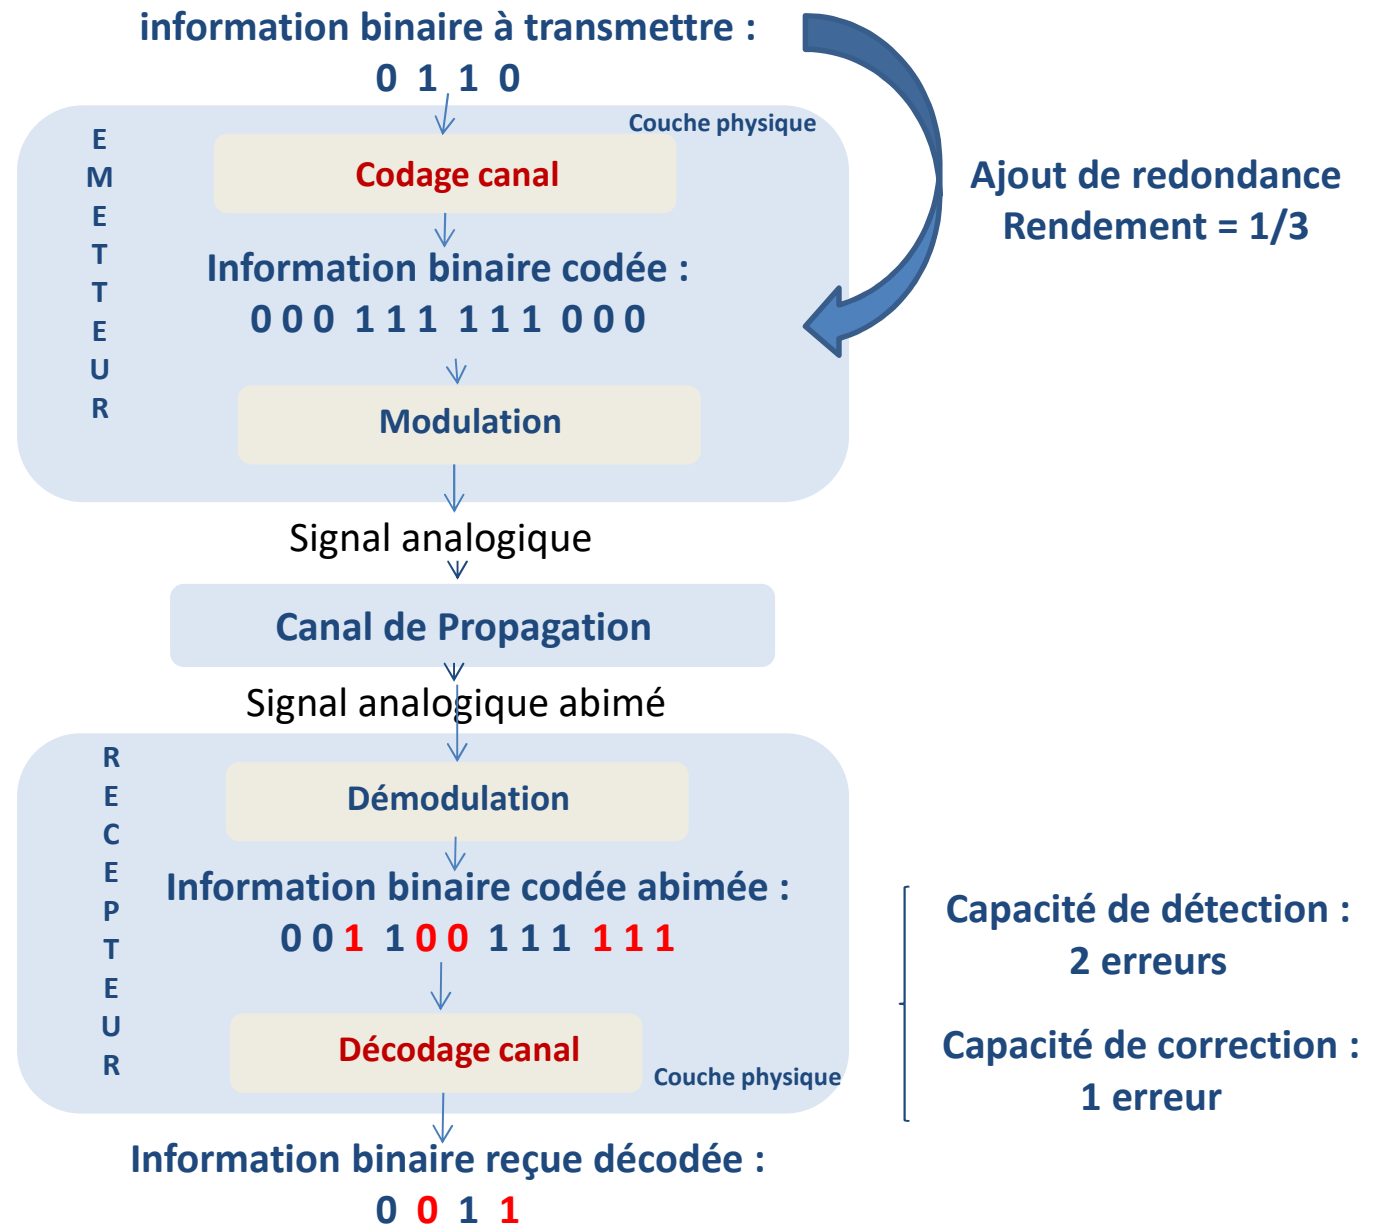 information binaire à transmettre :
0 1 1 0
Couche physique
EMETTEUR
Codage canal
Ajout de redondance
Rendement = 1/3
Information binaire codée :
0 0 0 1 1 1 1 1 1 0 0 0
Modulation
Signal analogique
Canal de Propagation
Signal analogique abimé
RECEPTEUR
Démodulation
Information binaire codée abimée :
0 0 1 1 0 0 1 1 1 1 1 1
Capacité de détection :
2 erreurs
Décodage canal
Couche physique
Capacité de correction :
1 erreur
Information binaire reçue décodée :
0 0 1 1